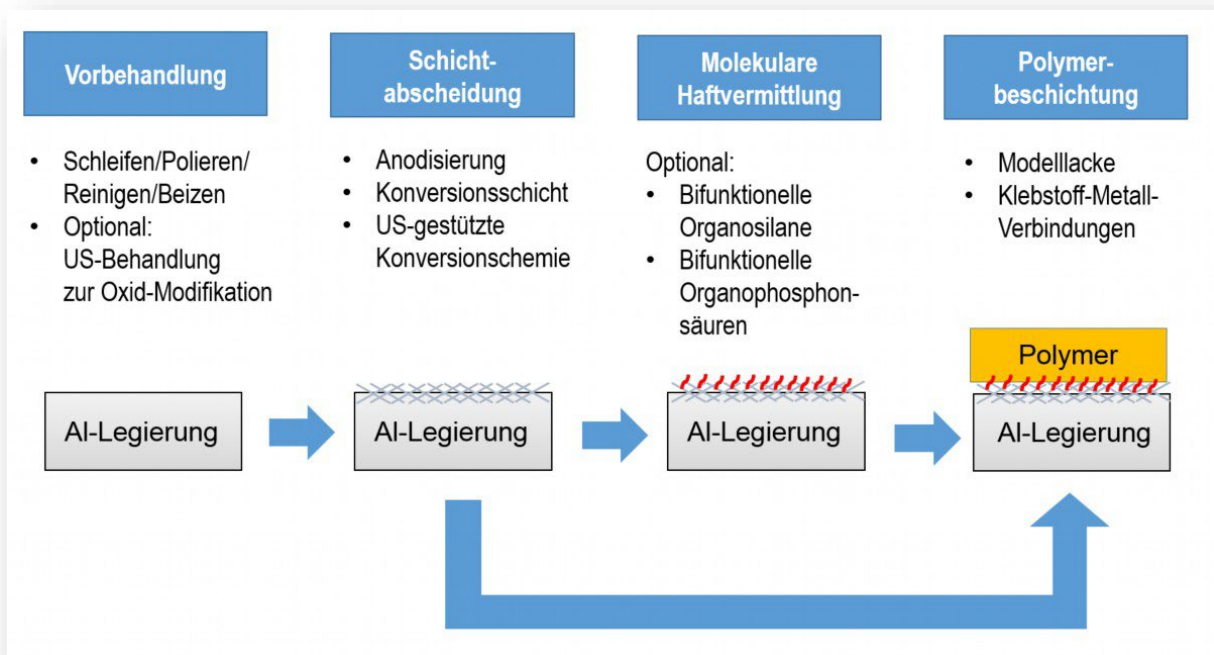 Vorbehandlung
Schicht-
abscheidung
Molekulare
Haftvermittlung
Polymer-
beschichtung
• Schleifen/Polieren/
Reinigen/Beizen
• Optional:
US-Behandlung
zur Oxid-Modifikation
• Anodisierung
• Konversionsschicht
• US-gestützte
Konversionschemie
Optional:
• Bifunktionelle
Organosilane
• Bifunktionelle
Organophosphon-
säuren
• Modelllacke
• Klebstoff-Metall-
Verbindungen
Al-Legierung
Al-Legierung
Al-Legierung
Polymer
Al-Legierung